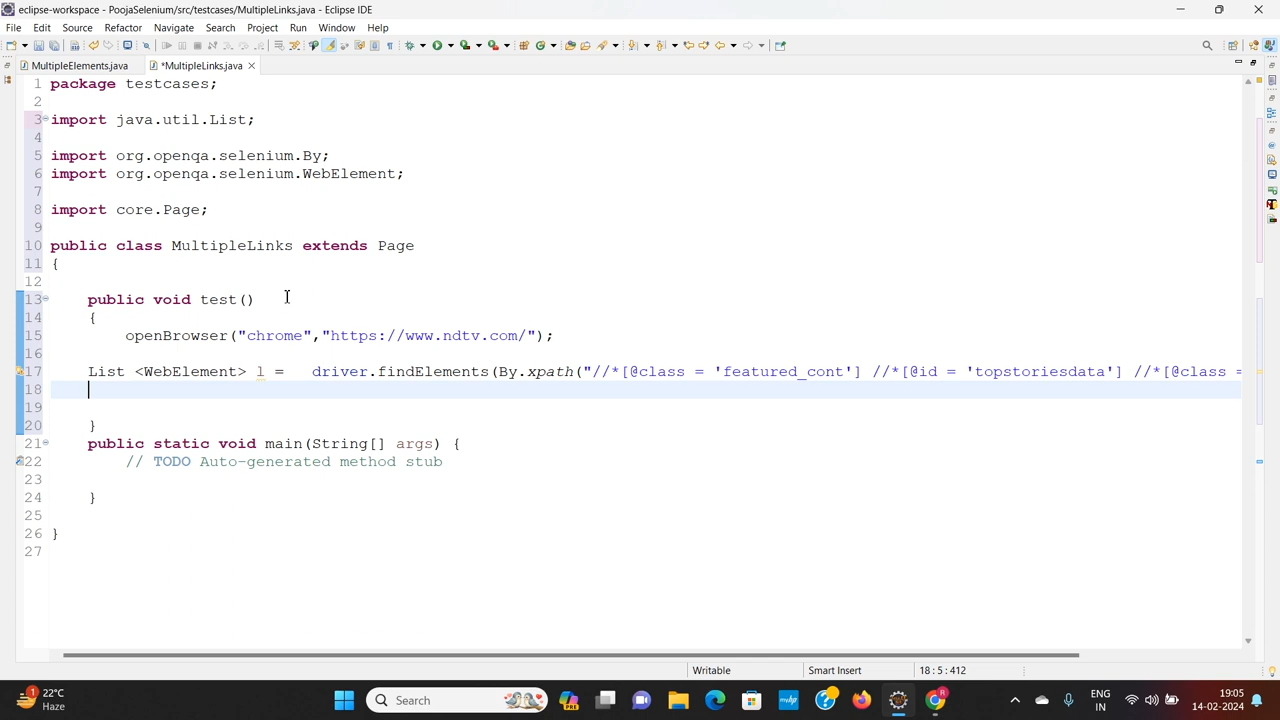 eclipse-workspace - PoojaSelenium/src/testcases/MultipleLinks.java - Eclipse IDE
File Edit Source Refactor Navigate Search Project Run Window Help
MultipleElements.java *MultipleLinks.java
1 package testcases;
2
3 import java.util.List;
4
5 import org.openqa.selenium.By;
6 import org.openqa.selenium.WebElement;
7
8 import core.Page;
9
10 public class MultipleLinks extends Page
11 {
12
13 public void test()
14 {
15 openBrowser("chrome","https://www.ndtv.com/");
16
17 List <WebElement> l = driver.findElements(By.xpath("//*[@class = 'featured_cont'] //*[@id = 'topstoriesdata'] //*[@class =
18
19
20 }
21 public static void main(String[] args) {
22 // TODO Auto-generated method stub
23
24 }
25
26 }
27
Writable Smart Insert 18 : 5 : 412
22°C
Haze
Search
ENG
IN
19:05
14-02-2024